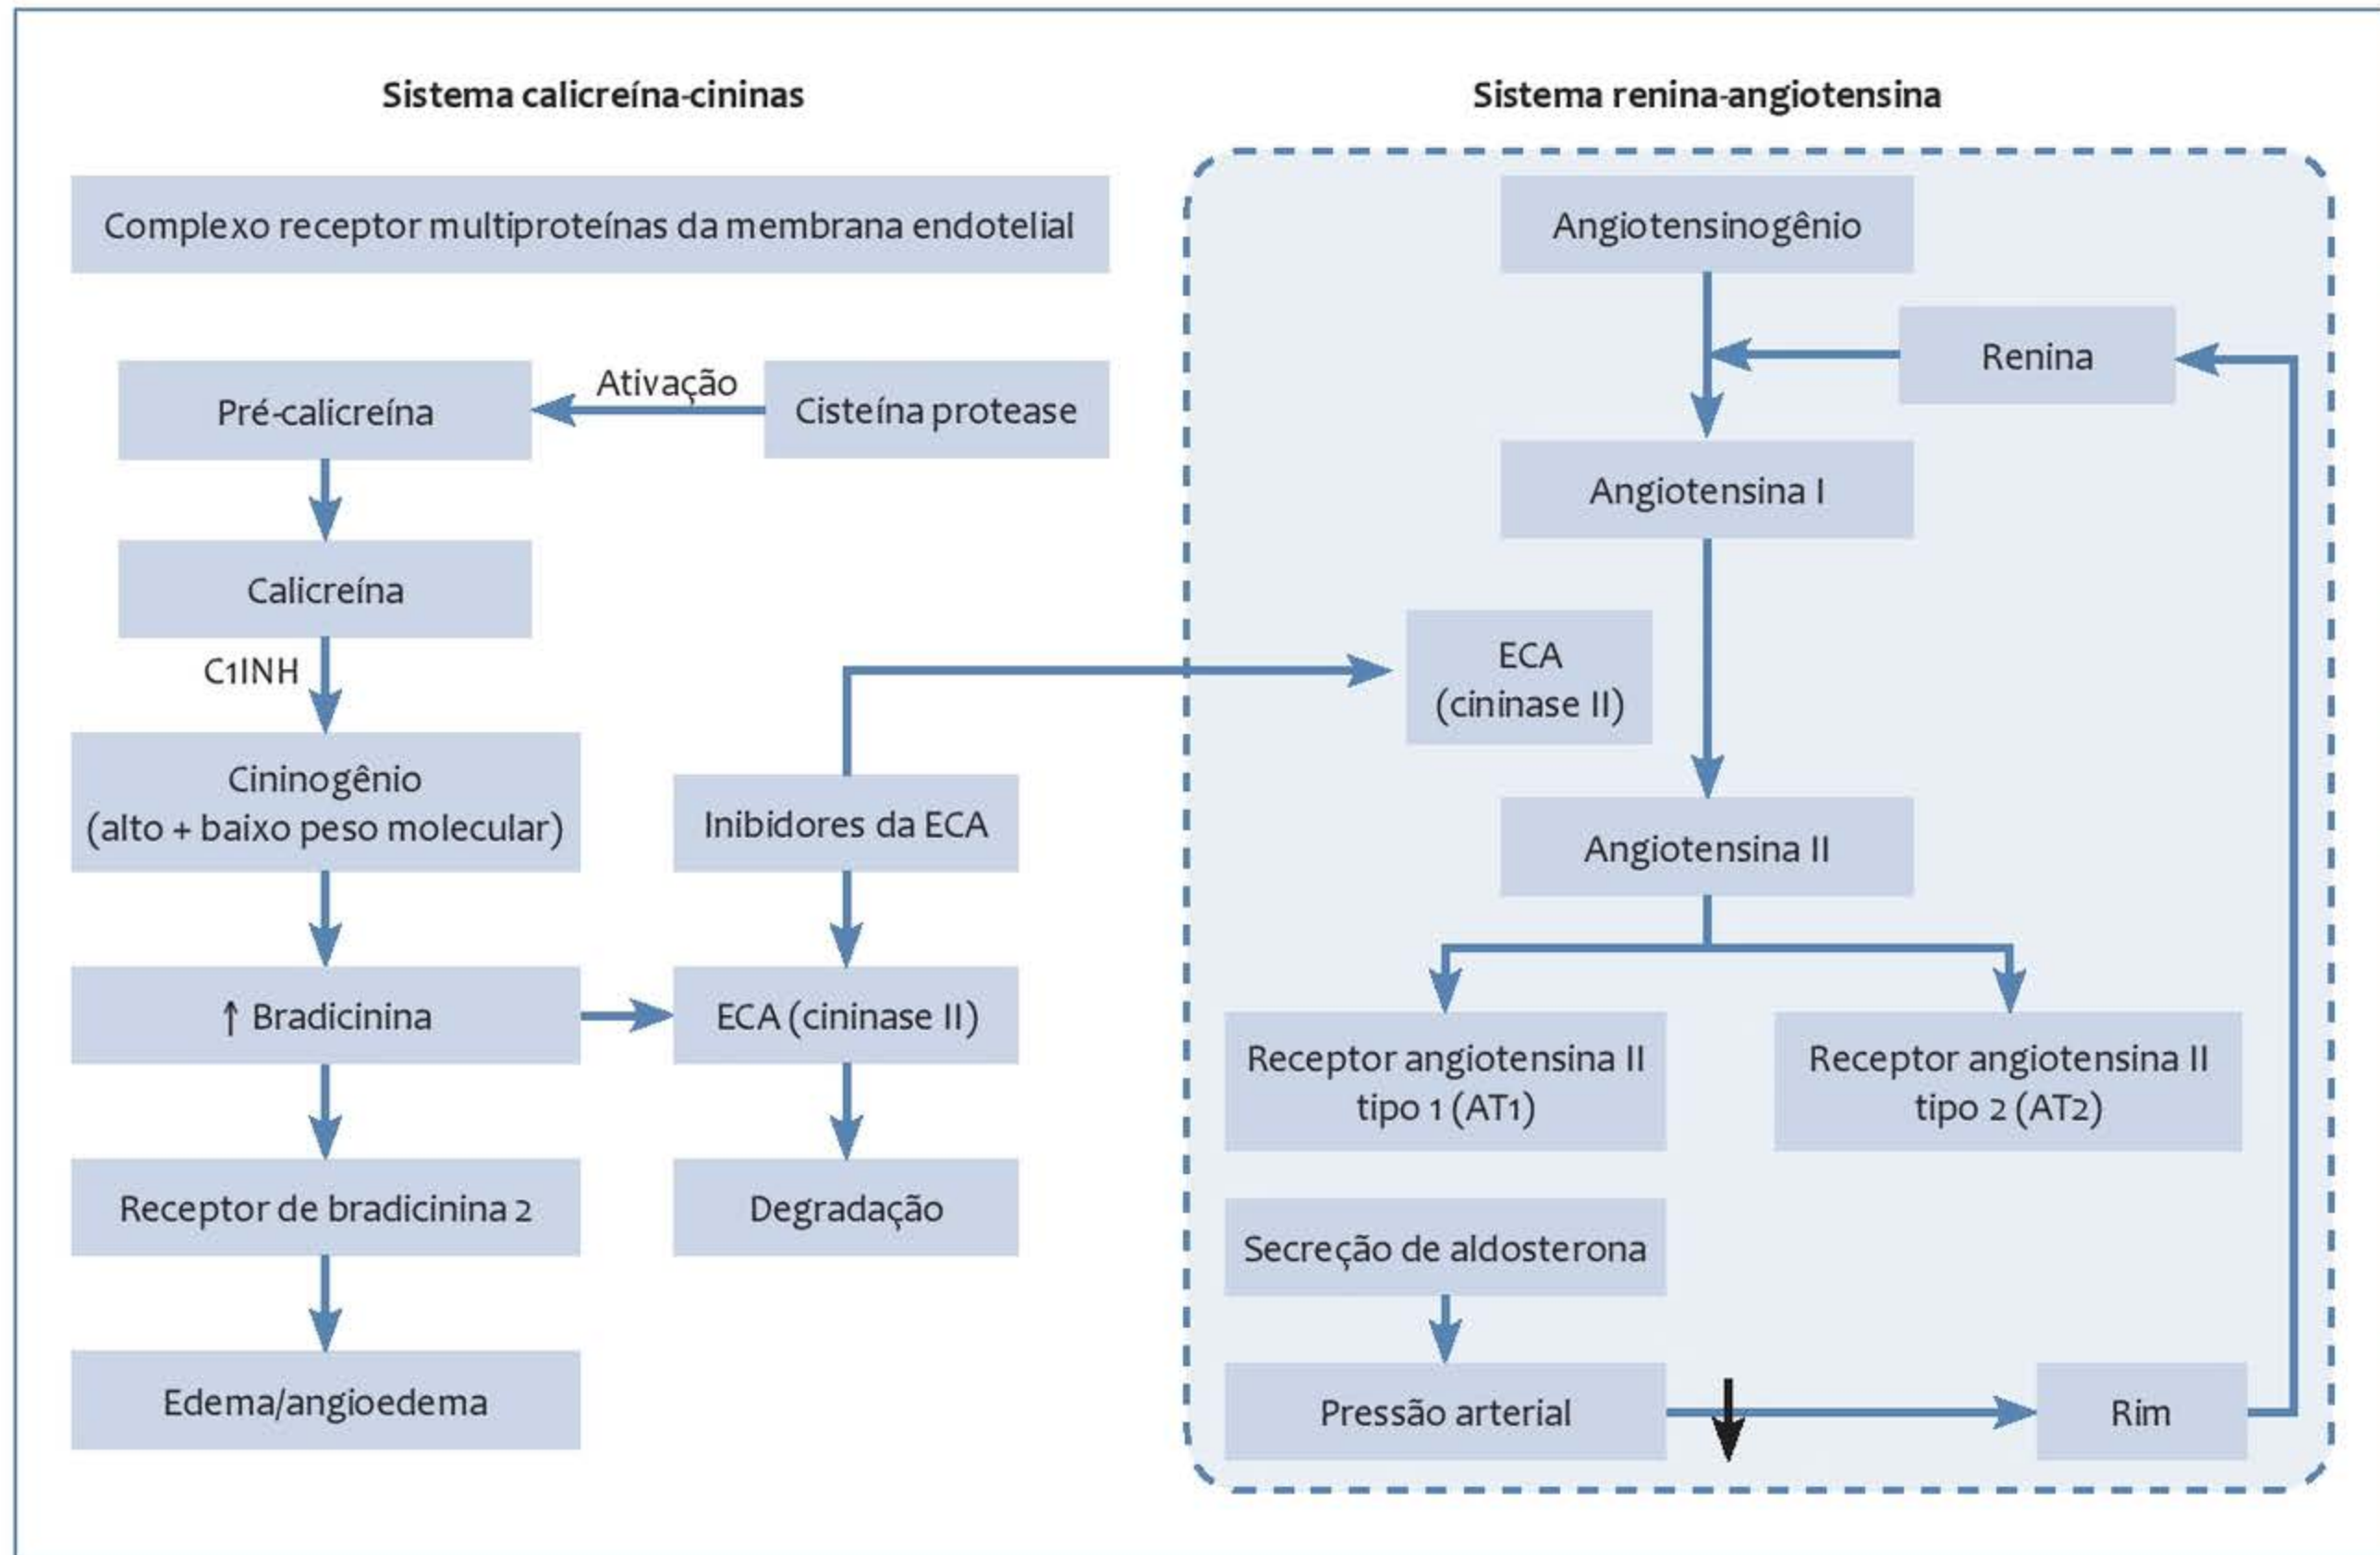 Sistema calicreína-cininas
Complexo receptor multiproteínas da membrana endotelial
Pré-calicreína
Ativação
Cisteína protease
Calicreína
C1INH
Cininogênio
(alto + baixo peso molecular)
Inibidores da ECA
↑ Bradicinina
ECA (cininase II)
Receptor de bradicinina 2
Degradação
Edema/angioedema
Sistema renina-angiotensina
Angiotensinogênio
Renina
Angiotensina I
ECA
(cininase II)
Angiotensina II
Receptor angiotensina II
tipo 1 (AT1)
Receptor angiotensina II
tipo 2 (AT2)
Secreção de aldosterona
Pressão arterial
Rim